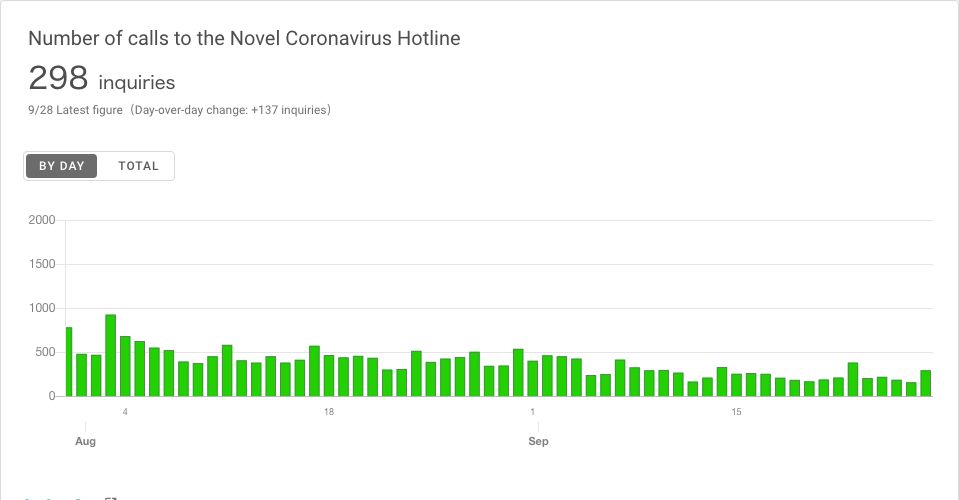 Number of calls to the Novel Coronavirus Hotline
298 inquiries
9/28 Latest figure（Day-over-day change: +137 inquiries）
BY DAY TOTAL
2000
1500
1000
500
0
4 18 1 15
Aug Sep